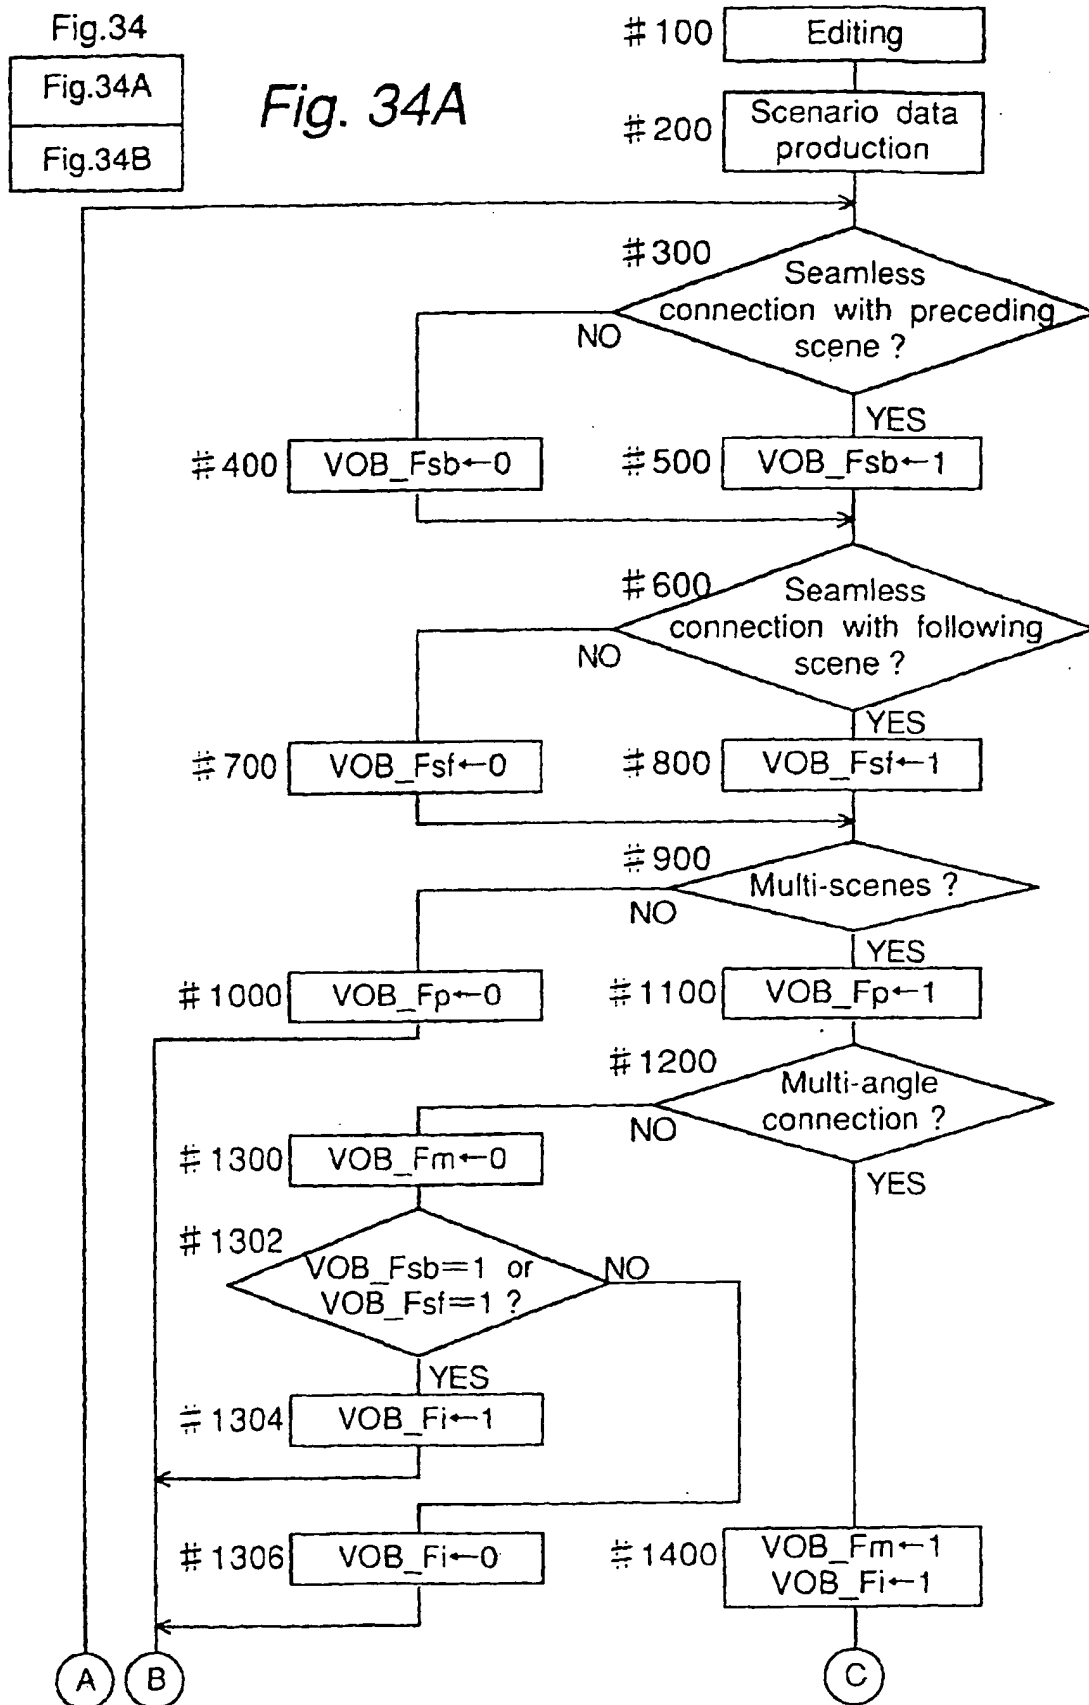 Fig.34
Fig.34A
Fig.34B
Fig. 34A
#100
Editing
#200
Scenario data
production
#300
Seamless
connection with preceding
scene ?
NO
YES
#400
VOB_Fsb←0
#500
VOB_Fsb←1
#600
Seamless
connection with following
scene ?
NO
YES
#700
VOB_Fsf←0
#800
VOB_Fsf←1
#900
Multi-scenes ?
NO
YES
#1000
VOB_Fp←0
#1100
VOB_Fp←1
#1200
Multi-angle
connection ?
NO
YES
#1300
VOB_Fm←0
#1302
VOB_Fsb=1 or
VOB_Fsf=1 ?
NO
YES
#1304
VOB_Fi←1
#1306
VOB_Fi←0
#1400
VOB_Fm←1
VOB_Fi←1
A
B
C